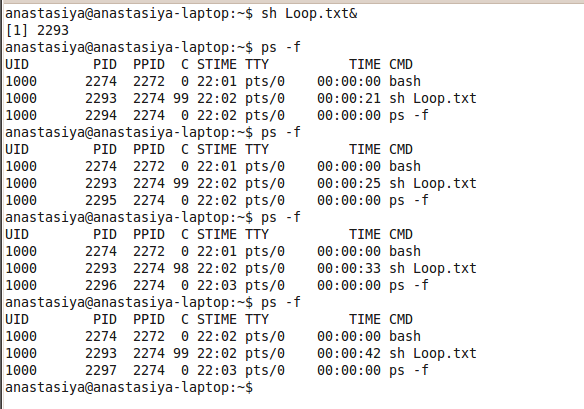 anastasiya@anastasiya-laptop:~$ sh Loop.txt&
[1] 2293
anastasiya@anastasiya-laptop:~$ ps -f
UID        PID  PPID  C STIME TTY          TIME CMD
1000      2274  2272  0 22:01 pts/0    00:00:00 bash
1000      2293  2274 99 22:02 pts/0    00:00:21 sh Loop.txt
1000      2294  2274  0 22:02 pts/0    00:00:00 ps -f
anastasiya@anastasiya-laptop:~$ ps -f
UID        PID  PPID  C STIME TTY          TIME CMD
1000      2274  2272  0 22:01 pts/0    00:00:00 bash
1000      2293  2274 99 22:02 pts/0    00:00:25 sh Loop.txt
1000      2295  2274  0 22:02 pts/0    00:00:00 ps -f
anastasiya@anastasiya-laptop:~$ ps -f
UID        PID  PPID  C STIME TTY          TIME CMD
1000      2274  2272  0 22:01 pts/0    00:00:00 bash
1000      2293  2274 98 22:02 pts/0    00:00:33 sh Loop.txt
1000      2296  2274  0 22:03 pts/0    00:00:00 ps -f
anastasiya@anastasiya-laptop:~$ ps -f
UID        PID  PPID  C STIME TTY          TIME CMD
1000      2274  2272  0 22:02 pts/0    00:00:00 bash
1000      2293  2274 99 22:02 pts/0    00:00:42 sh Loop.txt
1000      2297  2274  0 22:03 pts/0    00:00:00 ps -f
anastasiya@anastasiya-laptop:~$